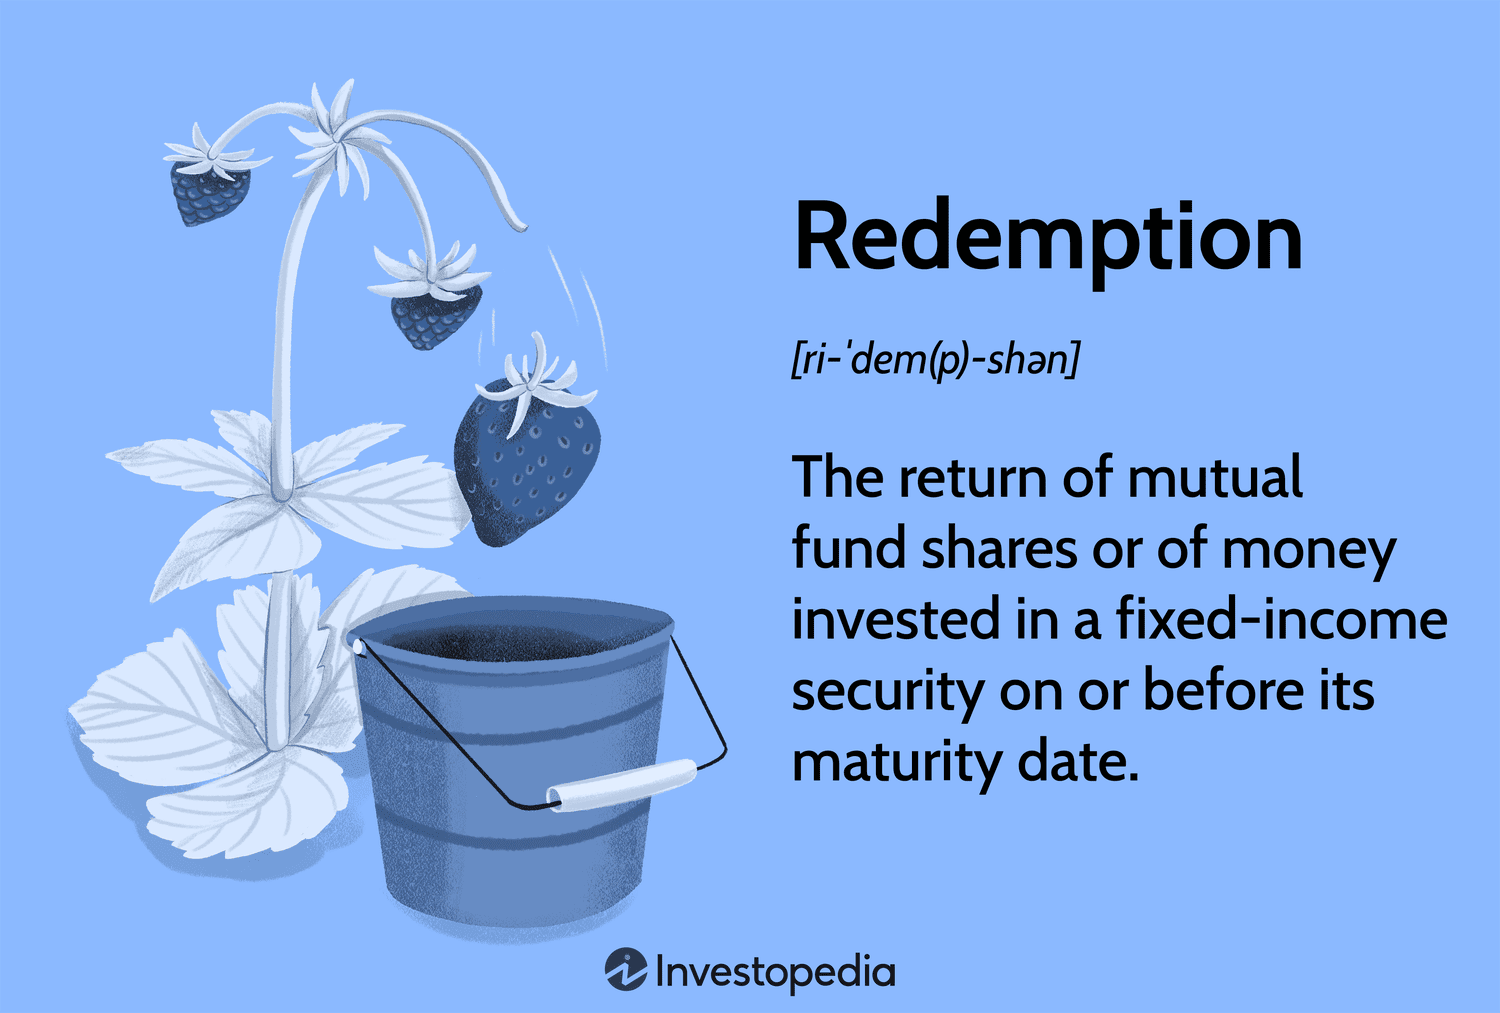 Redemption
[ri-ˈdem(p)-shən]
The return of mutual
fund shares or of money
invested in a fixed-income
security on or before its
maturity date.
Investopedia